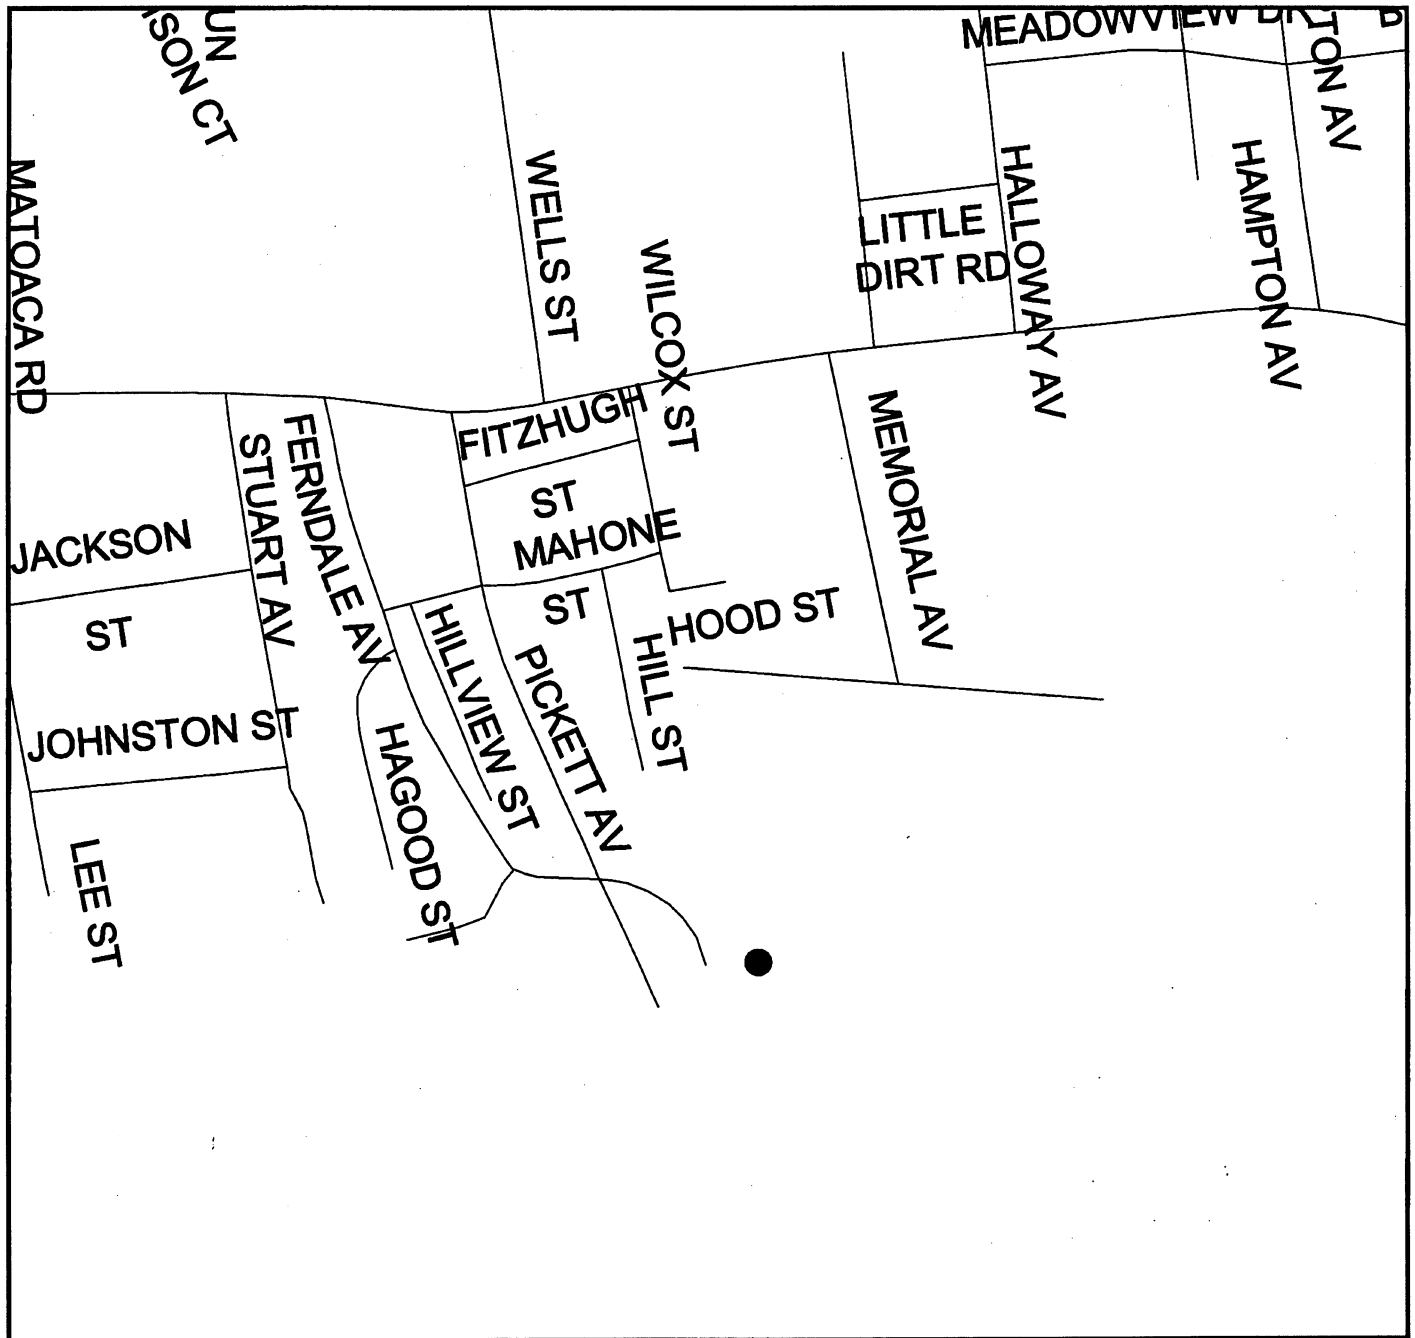 MEADOWVIEW DR
CT
WELLS ST
WILCOX ST
LITTLE
DIRT RD
HALLOWAY AV
HAMPTON AV
AV
MATOACA RD
FITZHUGH
ST
MAHONE
ST
STUART AV
FERNDALE AV
JACKSON
ST
JOHNSTON ST
LEE ST
HAGOOD ST
HILLVIEW ST
PICKETT AV
HILL ST
HOOD ST
MEMORIAL AV